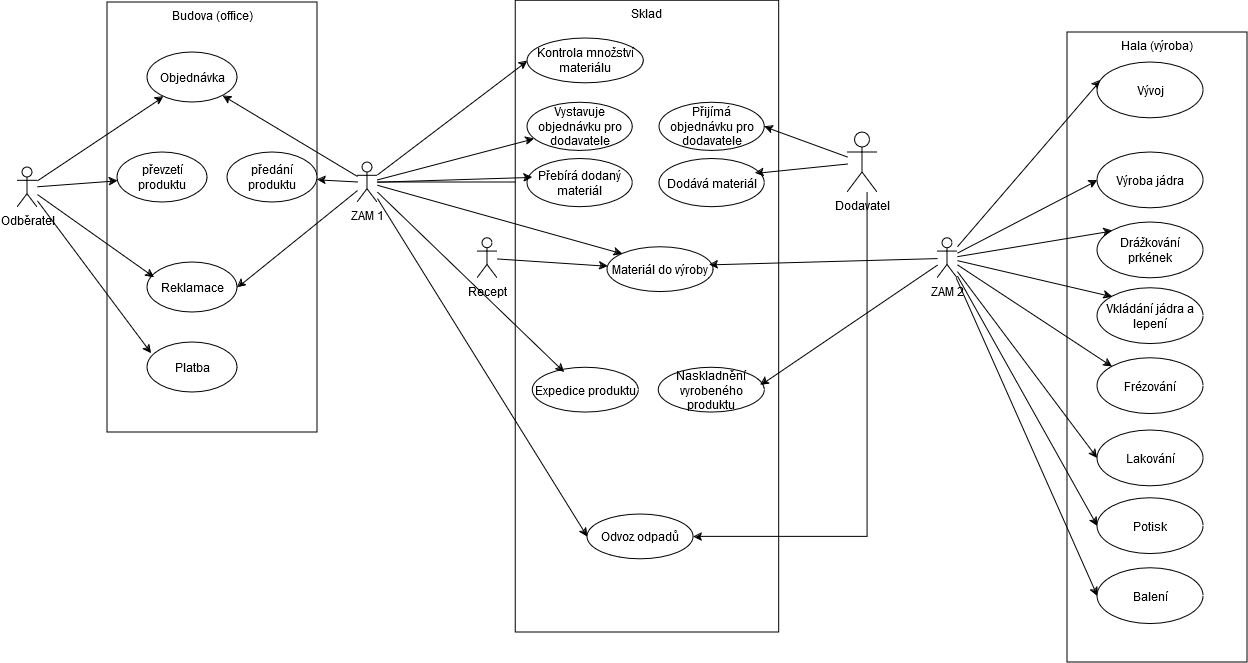 Budova (office)
Objednávka
převzetí
produktu
předání
produktu
Reklamace
Platba
Odběratel
ZAM 1
Recept
Sklad
Kontrola množství
materiálu
Vystavuje
objednávku pro
dodavatele
Přijímá
objednávku pro
dodavatele
Přebírá dodaný
materiál
Dodává materiál
Materiál do výroby
Expedice produktu
Naskladnění
vyrobeného
produktu
Odvoz odpadů
Dodavatel
ZAM 2
Hala (výroba)
Vývoj
Výroba jádra
Drážkování
prkének
Vkládání jádra a
lepení
Frézování
Lakování
Potisk
Balení